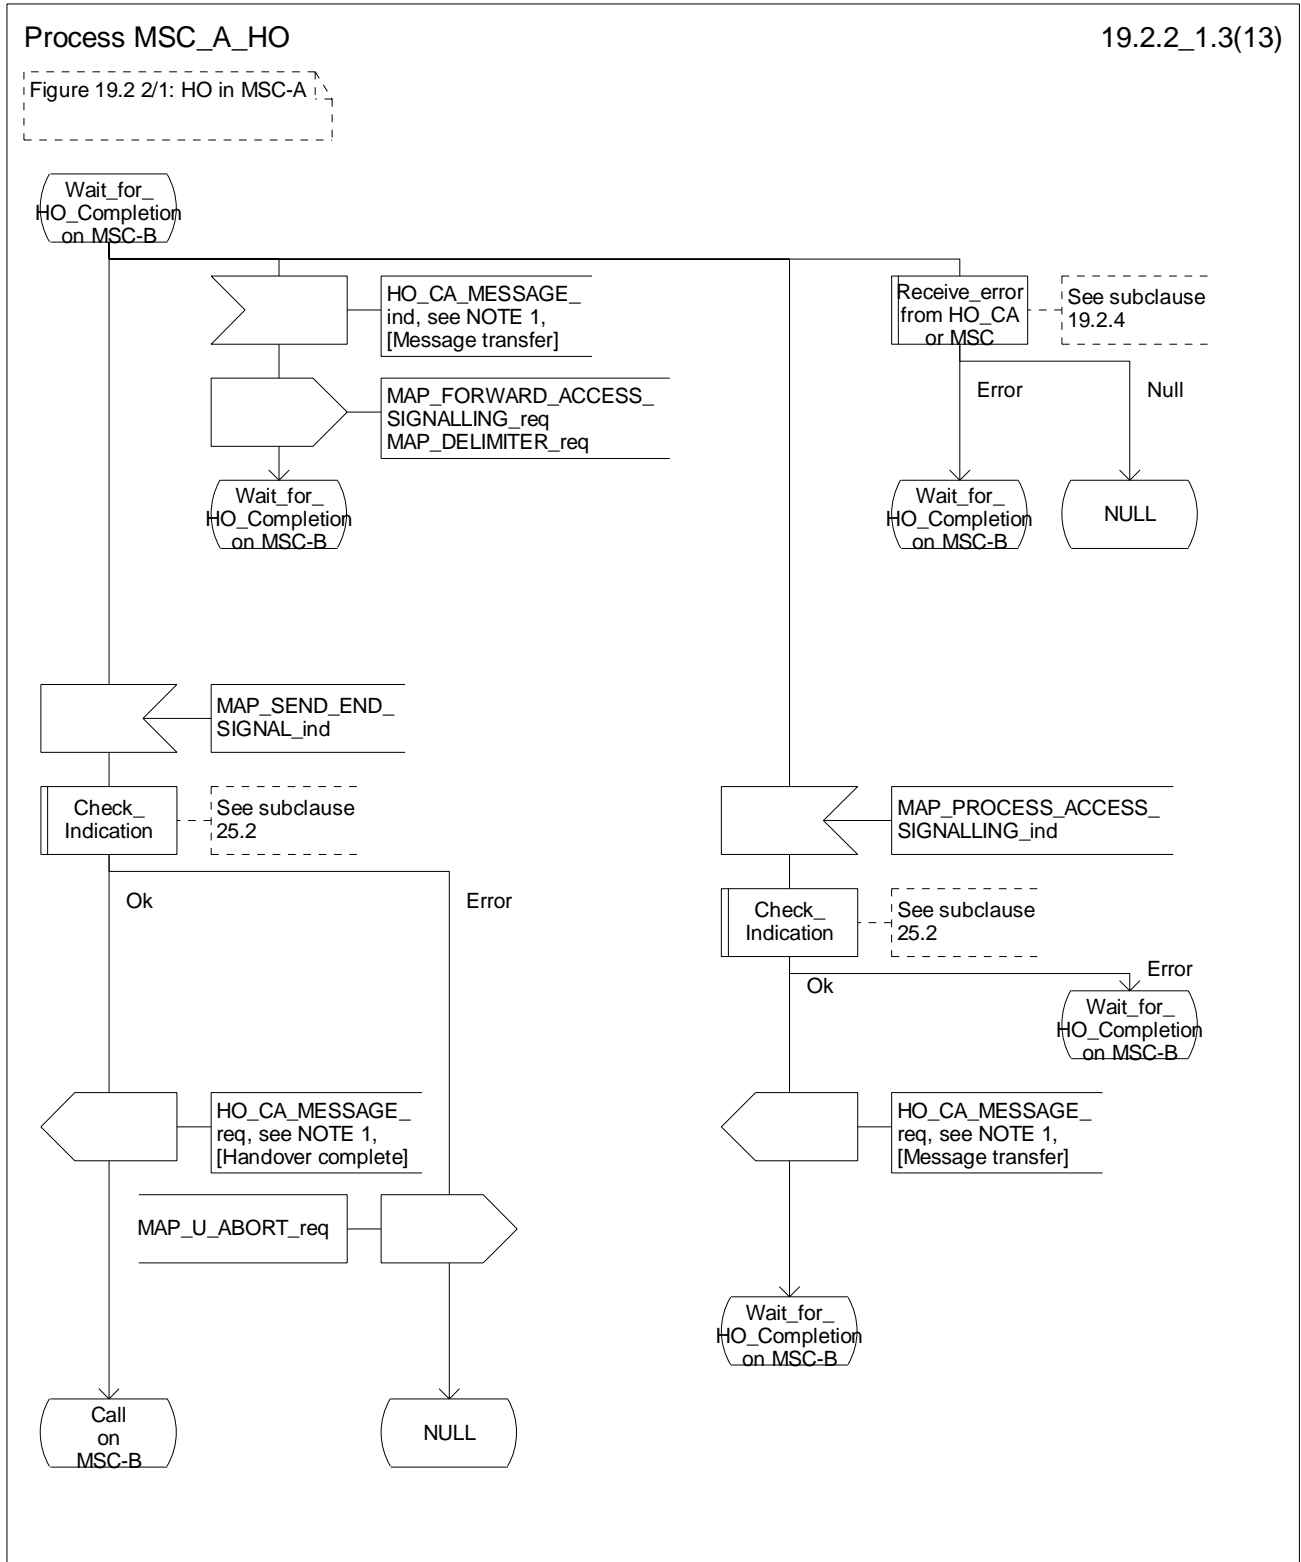 Process MSC_A_HO
19.2.2_1.3(13)
Figure 19.2 2/1: HO in MSC-A
Wait_for_
HO_Completion
on MSC-B
HO_CA_MESSAGE_
ind, see NOTE 1,
[Message transfer]
Receive_error
from HO_CA
or MSC
See subclause
19.2.4
MAP_FORWARD_ACCESS_
SIGNALLING_req
MAP_DELIMITER_req
Error
Null
Wait_for_
HO_Completion
on MSC-B
Wait_for_
HO_Completion
on MSC-B
NULL
MAP_SEND_END_
SIGNAL_ind
Check_
Indication
See subclause
25.2
MAP_PROCESS_ACCESS_
SIGNALLING_ind
Ok
Error
Check_
Indication
See subclause
25.2
Ok
Error
Wait_for_
HO_Completion
on MSC-B
HO_CA_MESSAGE_
req, see NOTE 1,
[Handover complete]
HO_CA_MESSAGE_
req, see NOTE 1,
[Message transfer]
MAP_U_ABORT_req
Wait_for_
HO_Completion
on MSC-B
Call
on
MSC-B
NULL